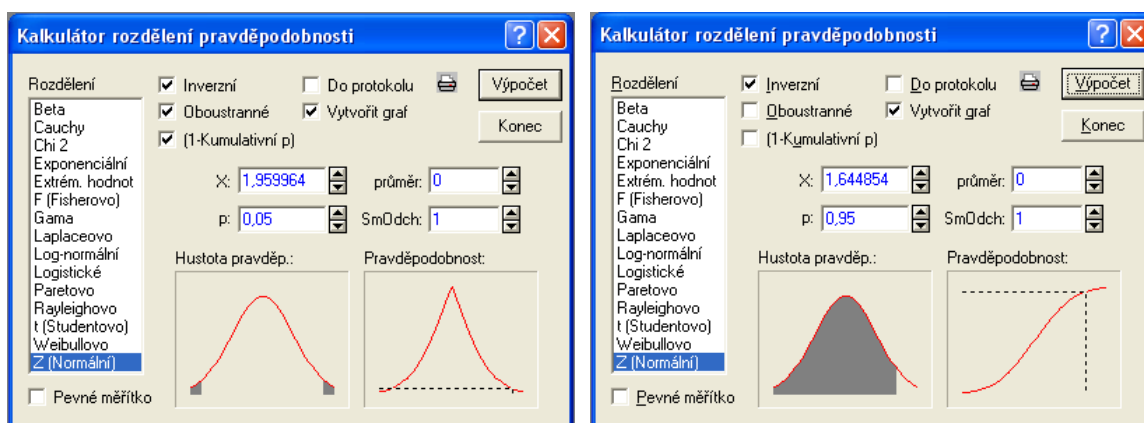 Kalkulátor rozdělení pravděpodobnosti
Rozdělení
Beta
Cauchy
Chi 2
Exponenciální
Extrém. hodnot
F (Fisherovo)
Gama
Laplaceovo
Log-normální
Logistické
Paretovo
Rayleighovo
t (Studentovo)
Weibullovo
Z (Normální)
Pevné měřítko
Inverzní
Do protokolu
Výpočet
Oboustranné
Vytvořit graf
Konec
(1-Kumulativní p)
X: 1,959964
průměr: 0
p: 0,05
SmOdch: 1
Hustota pravděp.:
Pravděpodobnost:
Kalkulátor rozdělení pravděpodobnosti
Rozdělení
Beta
Cauchy
Chi 2
Exponenciální
Extrém. hodnot
F (Fisherovo)
Gama
Laplaceovo
Log-normální
Logistické
Paretovo
Rayleighovo
t (Studentovo)
Weibullovo
Z (Normální)
Pevné měřítko
Inverzní
Do protokolu
Výpočet
Oboustranné
Vytvořit graf
Konec
(1-Kumulativní p)
X: 1,644854
průměr: 0
p: 0,95
SmOdch: 1
Hustota pravděp.:
Pravděpodobnost: